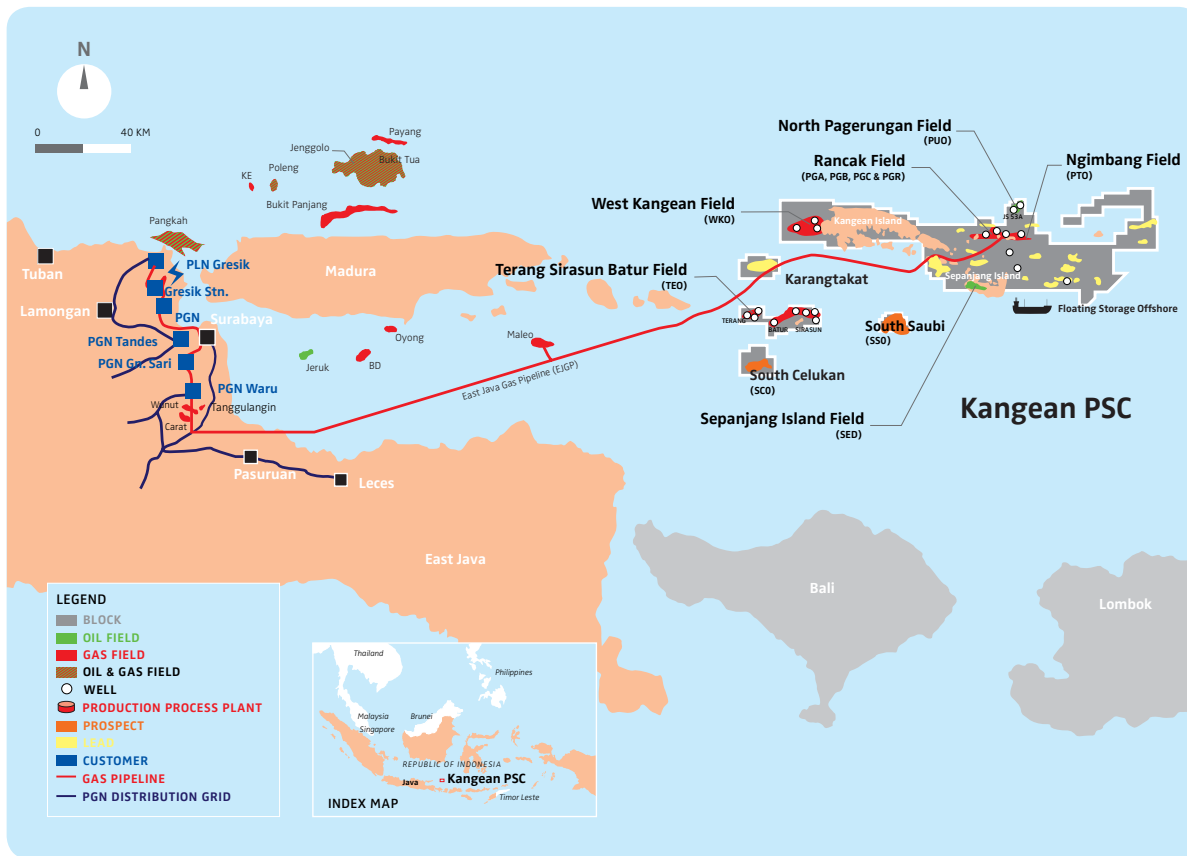 N
0 40 KM
Payang
Jenggolo
Bukit Tua
Poleng
KE
Bukit Panjang
Pangkah
Tuban
PLN Gresik
Gresik Stn.
Lamongan
PGN
Surabaya
PGN Tandes
PGN Gn. Sari
PGN Waru
Wunut
Tanggulangin
Carat
Pasuruan
Leces
Madura
Oyong
Jeruk
BD
Maleo
East Java Gas Pipeline (EJGP)
North Pagerungan Field
(PUO)
Rancak Field
(PGA, PGB, PGC & PGR)
Ngimbang Field
(PTO)
JS 53A
West Kangean Field
(WKO)
Kangean Island
Terang Sirasun Batur Field
(TEO)
Karangtakat
Sepanjang Island
Floating Storage Offshore
TERANG
BATUR
SIRASUN
South Saubi
(SSO)
South Celukan
(SCO)
Sepanjang Island Field
(SED)
Kangean PSC
East Java
Bali
Lombok
LEGEND
BLOCK
OIL FIELD
GAS FIELD
OIL & GAS FIELD
WELL
PRODUCTION PROCESS PLANT
PROSPECT
LEAD
CUSTOMER
GAS PIPELINE
PGN DISTRIBUTION GRID
Thailand
Philippines
Malaysia
Brunei
Singapore
REPUBLIC OF INDONESIA
Java
Kangean PSC
Timor Leste
INDEX MAP